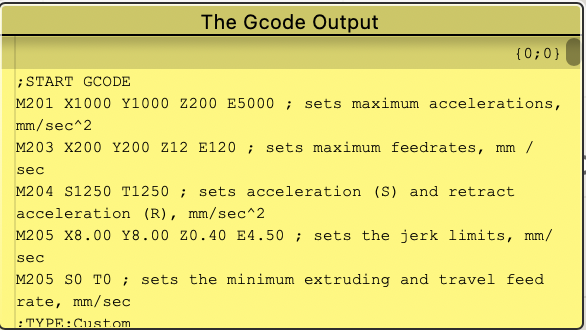 The Gcode Output
{0;0}
;START GCODE
M201 X1000 Y1000 Z200 E5000 ; sets maximum accelerations,
mm/sec^2
M203 X200 Y200 Z12 E120 ; sets maximum feedrates, mm /
sec
M204 S1250 T1250 ; sets acceleration (S) and retract
acceleration (R), mm/sec^2
M205 X8.00 Y8.00 Z0.40 E4.50 ; sets the jerk limits, mm/
sec
M205 S0 T0 ; sets the minimum extruding and travel feed
rate, mm/sec
;TYPE:Custom